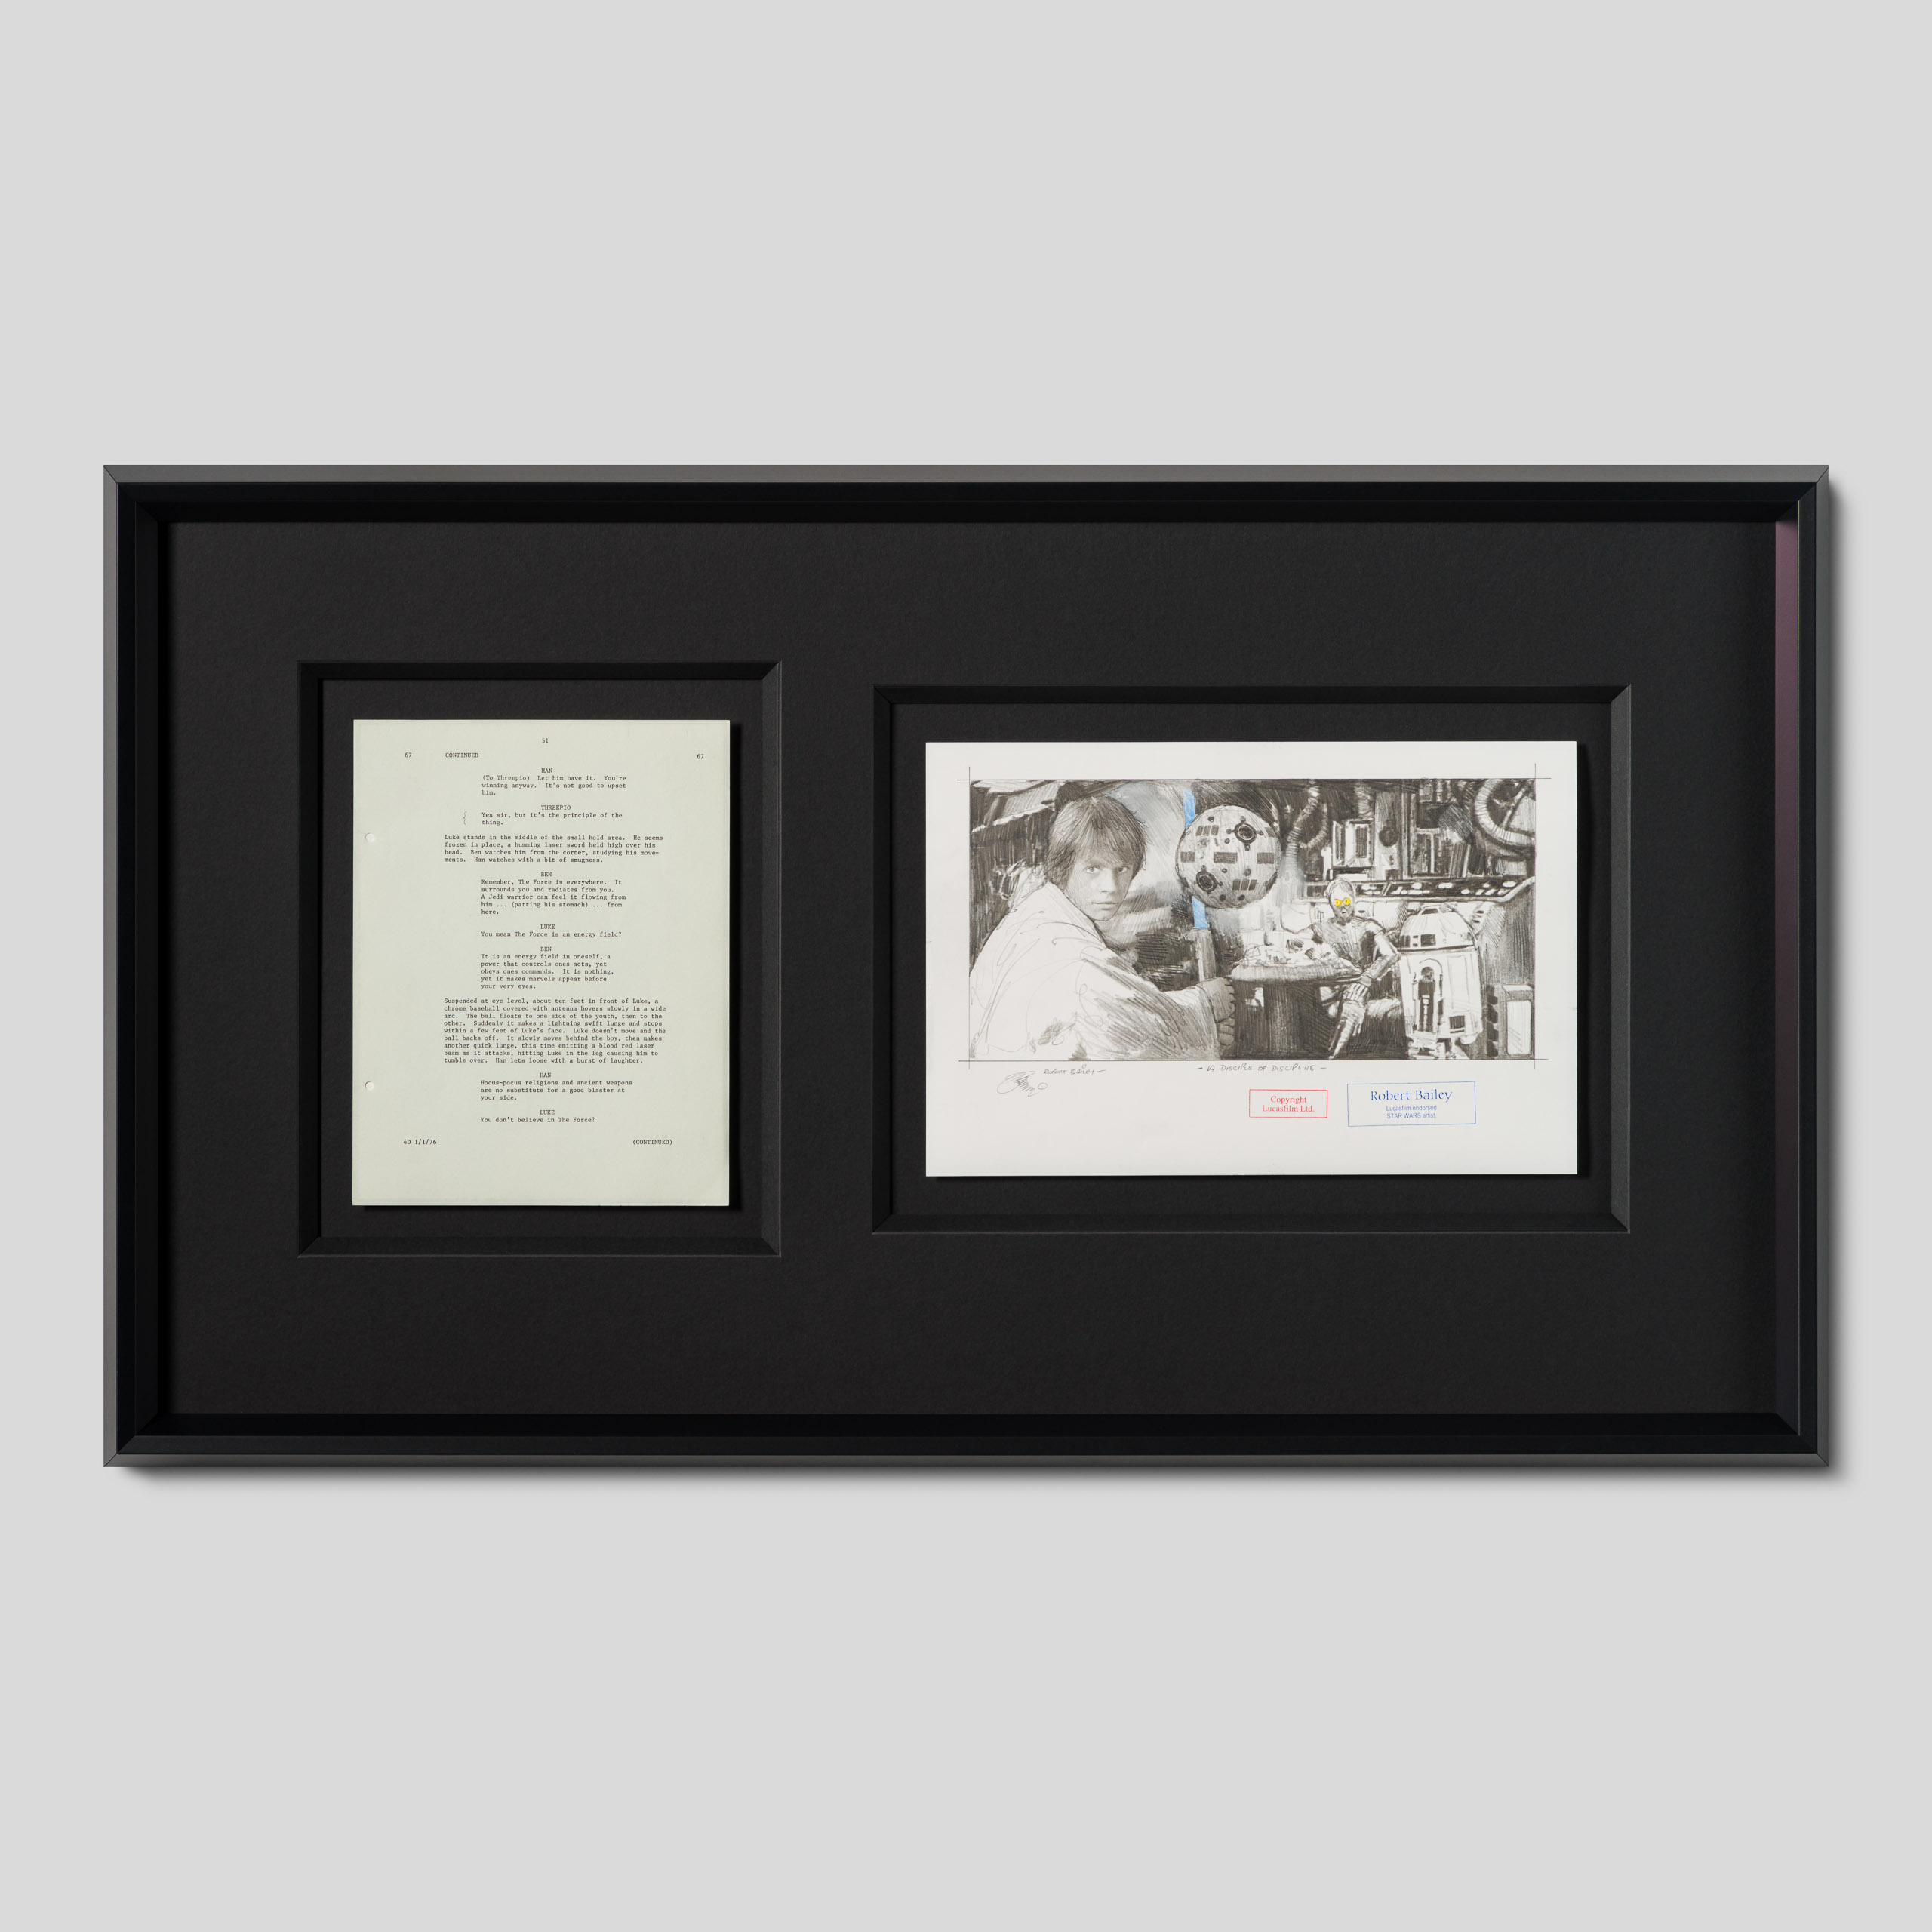 51
67 CONTINUED 67
HAN
(To Threepio) Let him have it. You're
winning anyway. It's not good to upset
him.
THREEPIO
Yes sir, but it's the principle of the
thing.
Luke stands in the middle of the small hold area. He seems
frozen in place, a humming laser sword held high over his
head. Ben watches him from the corner, studying his move-
ments. Han watches with a bit of smugness.
BEN
Remember, The Force is everywhere. It
surrounds you and radiates from you.
A Jedi warrior can feel it flowing from
him ... (patting his stomach) ... from
here.
LUKE
You mean The Force is an energy field?
BEN
It is an energy field in oneself, a
power that controls ones acts, yet
obeys ones commands. It is nothing,
yet it makes marvels appear before
your very eyes.
Suspended at eye level, about ten feet in front of Luke, a
chrome baseball covered with antenna hovers slowly in a wide
arc. The ball floats to one side of the youth, then to the
other. Suddenly it makes a lightning swift lunge and stops
within a few feet of Luke's face. Luke doesn't move and the
ball backs off. It slowly moves behind the boy, then makes
another quick lunge, this time emitting a blood red laser
beam as it attacks, hitting Luke in the leg causing him to
tumble over. Han lets loose with a burst of laughter.
HAN
Hocus-pocus religions and ancient weapons
are no substitute for a good blaster at
your side.
LUKE
You don't believe in The Force?
4D 1/1/76 (CONTINUED)
ROBERT BAILEY —
- A DISCIPLE OF DISCIPLINE -
Copyright
Lucasfilm Ltd.
Robert Bailey
Lucasfilm endorsed
STAR WARS artist